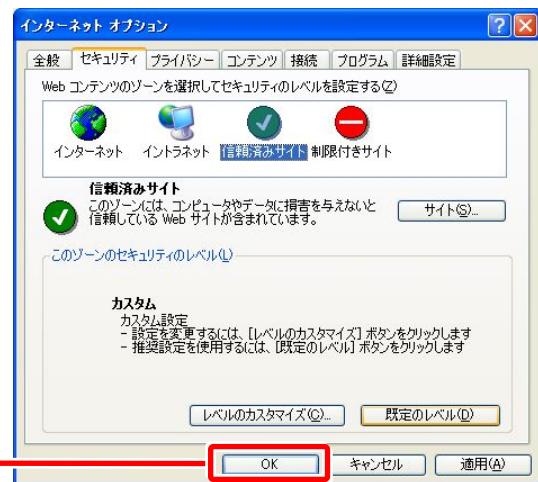 インターネット オプション
全般 セキュリティ プライバシー コンテンツ 接続 プログラム 詳細設定
Web コンテンツのゾーンを選択してセキュリティのレベルを設定する(Z)
インターネット イントラネット 信頼済みサイト 制限付きサイト
信頼済みサイト
このゾーンには、コンピュータやデータに損害を与えないと
信頼している Web サイトが含まれています。
サイト(S)...
このゾーンのセキュリティのレベル(L)
カスタム
カスタム設定
- 設定を変更するには、[レベルのカスタマイズ] ボタンをクリックします
- 推奨設定を使用するには、[既定のレベル] ボタンをクリックします
レベルのカスタマイズ(C)... 既定のレベル(D)
OK キャンセル 適用(A)